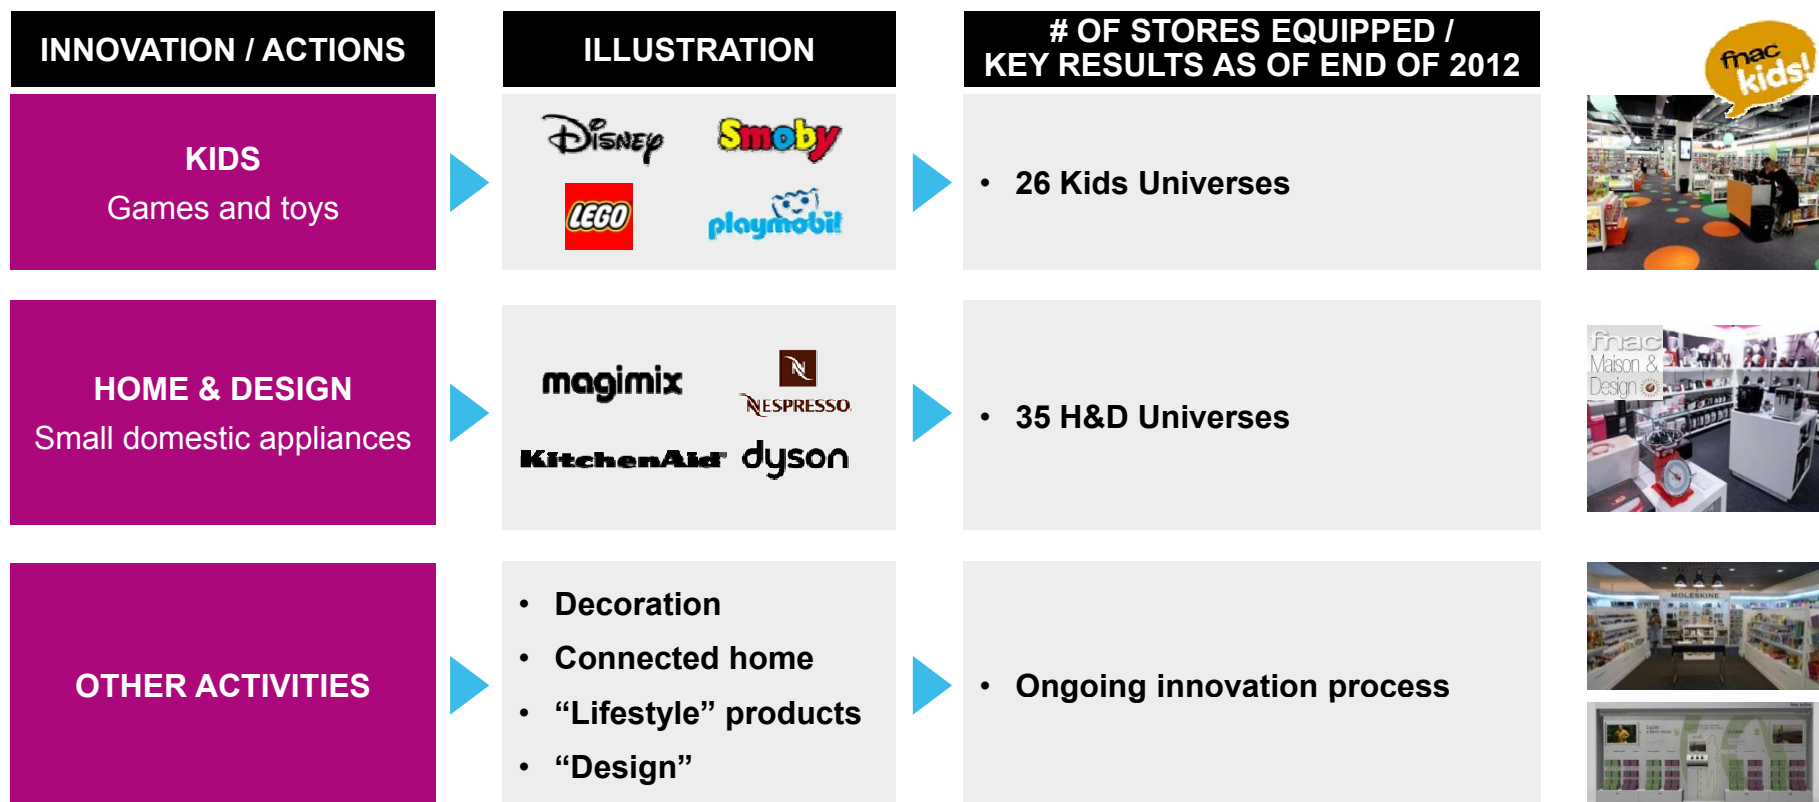 INNOVATION / ACTIONS
ILLUSTRATION
# OF STORES EQUIPPED /
KEY RESULTS AS OF END OF 2012
fnac
kids!
KIDS
Games and toys
Disney
Smoby
LEGO
playmobil
• 26 Kids Universes
HOME & DESIGN
Small domestic appliances
magimix
N
NESPRESSO
KitchenAid
dyson
• 35 H&D Universes
fnac
Maison &
Design
OTHER ACTIVITIES
• Decoration
• Connected home
• “Lifestyle” products
• “Design”
• Ongoing innovation process
MOLESKINE